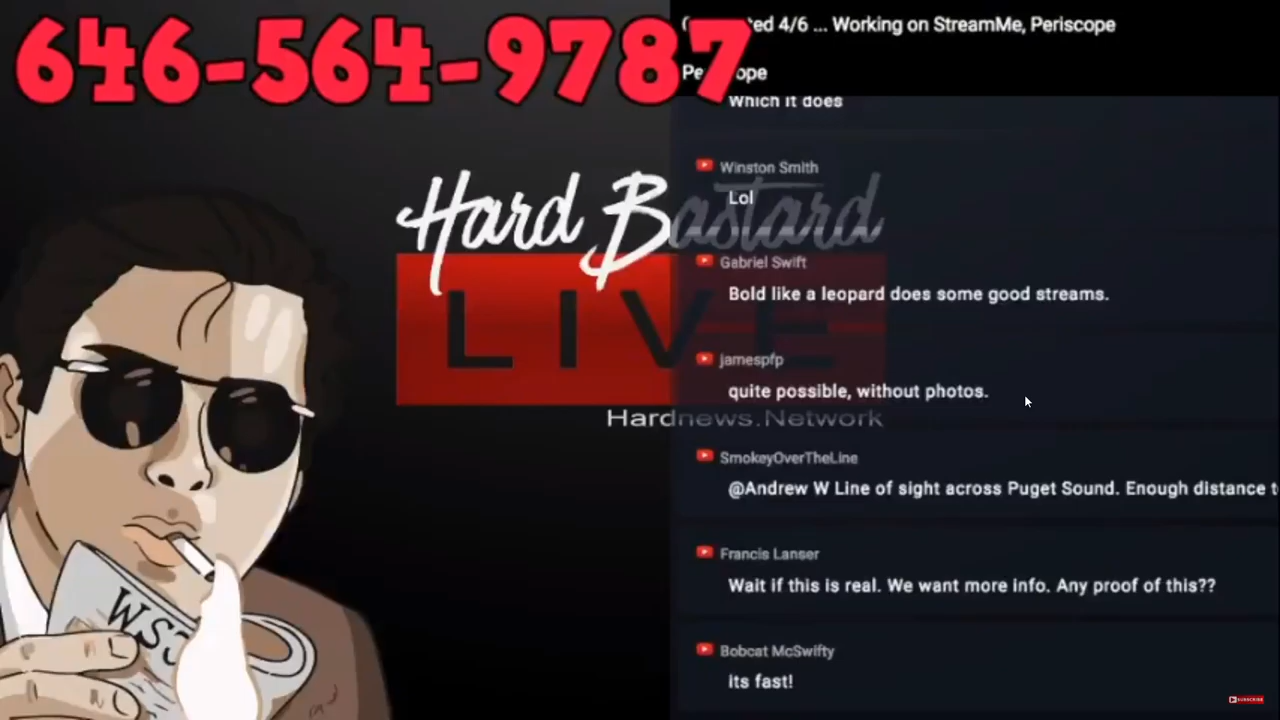 646-564-9787
ted 4/6 ... Working on StreamMe, Periscope
Which it does
Hard Bastard
LIVE
Hardnews.Network
Winston Smith
Lol
Gabriel Swift
Bold like a leopard does some good streams.
jamespfp
quite possible, without photos.
SmokeyOverTheLine
@Andrew W Line of sight across Puget Sound. Enough distance t
Francis Lanser
Wait if this is real. We want more info. Any proof of this??
Bobcat McSwifty
its fast!
WSJ
SUBSCRIBE